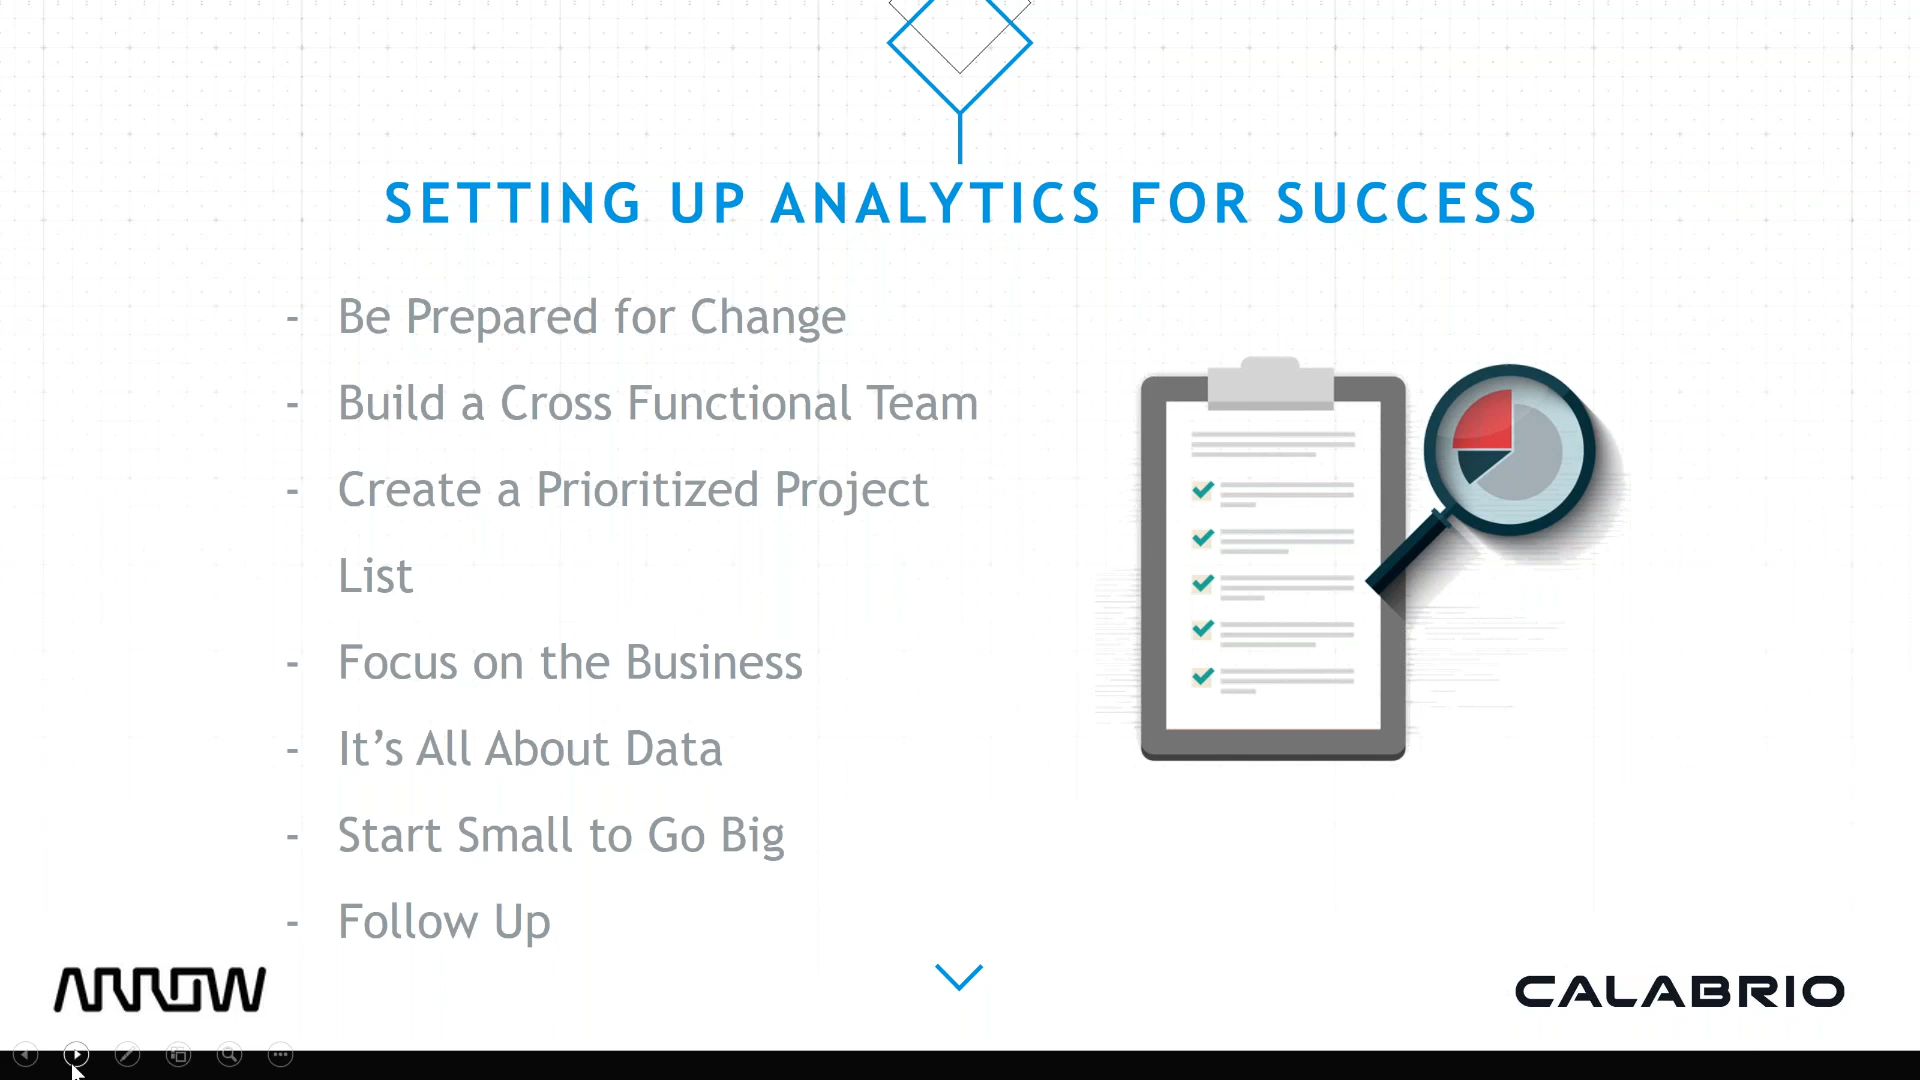 SETTING UP ANALYTICS FOR SUCCESS
- Be Prepared for Change
- Build a Cross Functional Team
- Create a Prioritized Project
List
- Focus on the Business
- It’s All About Data
- Start Small to Go Big
- Follow Up
ARROW
CALABRIO